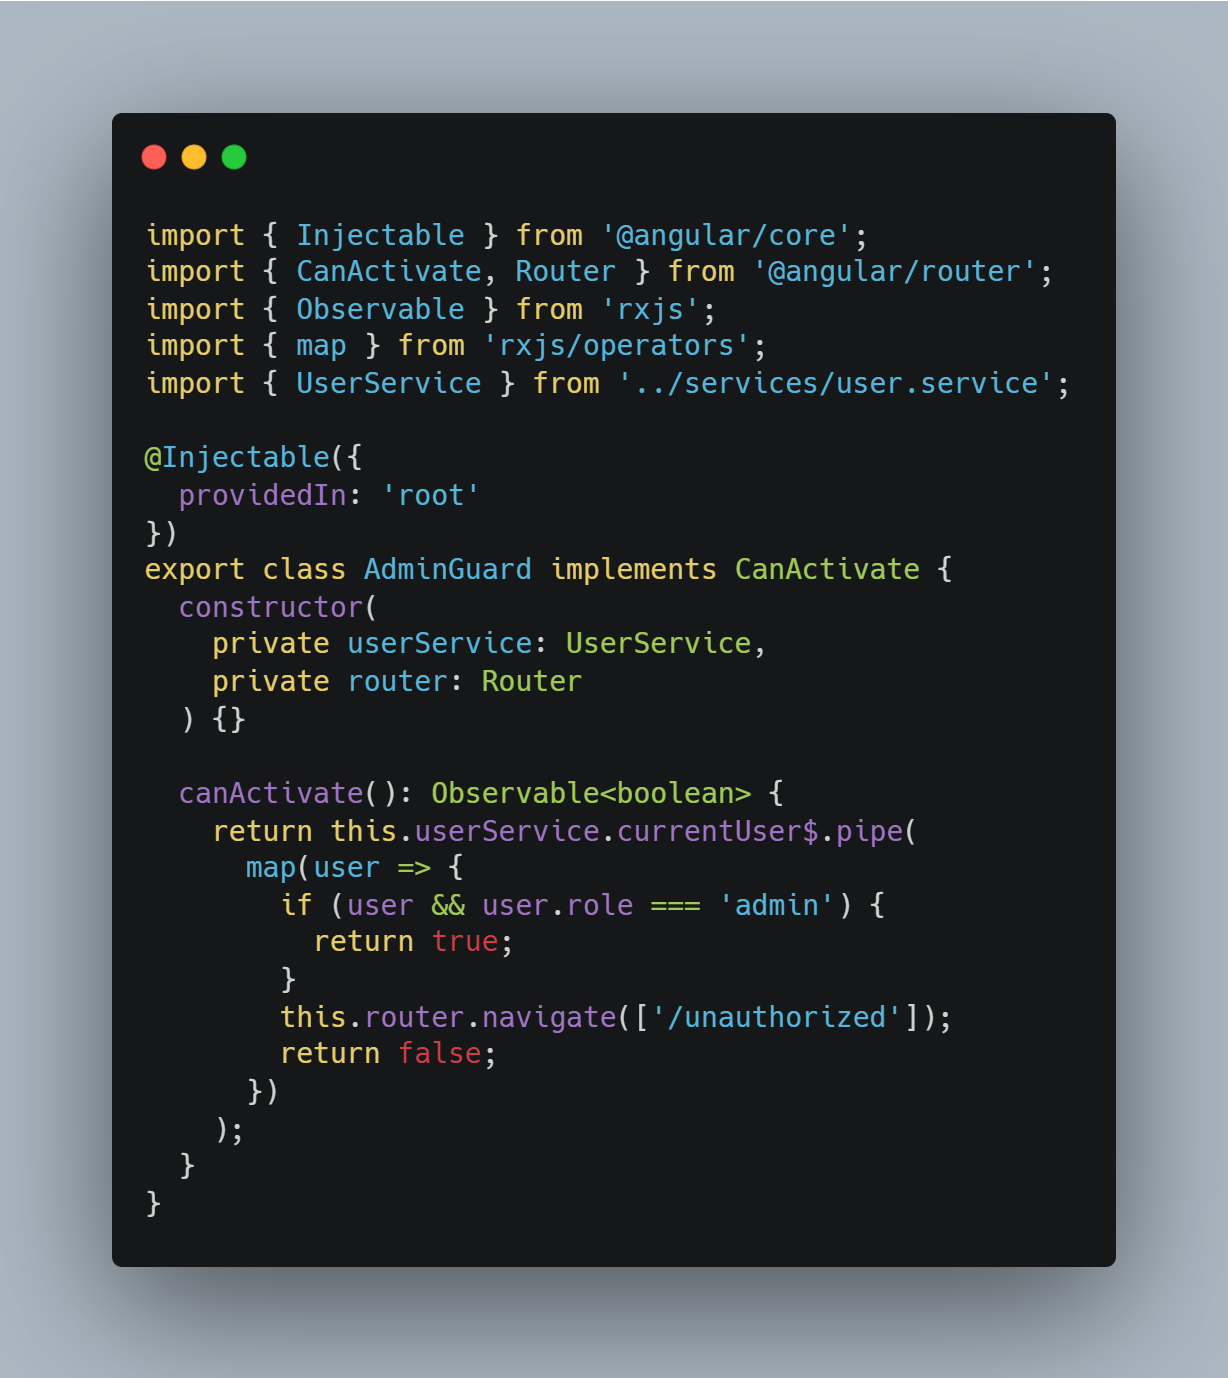 import { Injectable } from '@angular/core';
import { CanActivate, Router } from '@angular/router';
import { Observable } from 'rxjs';
import { map } from 'rxjs/operators';
import { UserService } from '../services/user.service';

@Injectable({
  providedIn: 'root'
})
export class AdminGuard implements CanActivate {
  constructor(
    private userService: UserService,
    private router: Router
  ) {}

  canActivate(): Observable<boolean> {
    return this.userService.currentUser$.pipe(
      map(user => {
        if (user && user.role === 'admin') {
          return true;
        }
        this.router.navigate(['/unauthorized']);
        return false;
      })
    );
  }
}